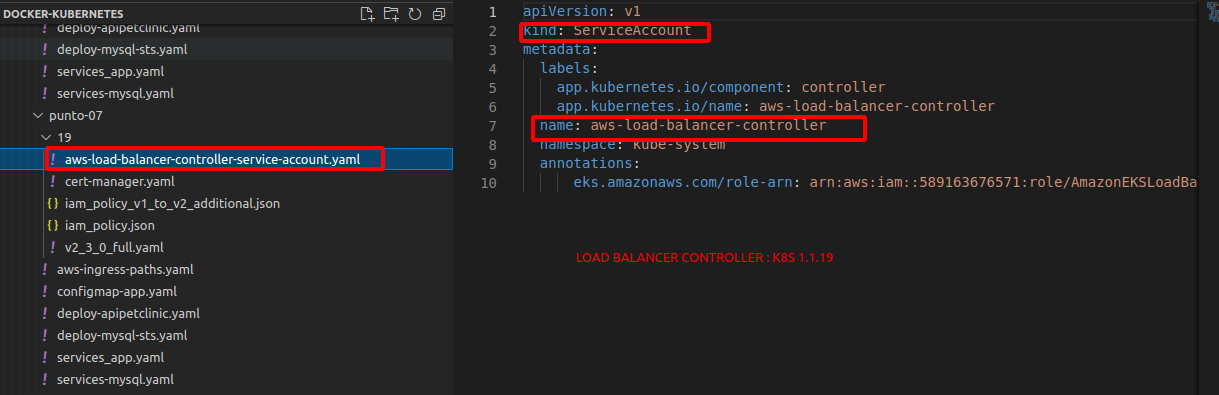 DOCKER-KUBERNETES
! deploy-apipetclinic.yaml
! deploy-mysql-sts.yaml
! services_app.yaml
! services-mysql.yaml
punto-07
19
! aws-load-balancer-controller-service-account.yaml
! cert-manager.yaml
{} iam_policy_v1_to_v2_additional.json
{} iam_policy.json
! v2_3_0_full.yaml
! aws-ingress-paths.yaml
! configmap-app.yaml
! deploy-apipetclinic.yaml
! deploy-mysql-sts.yaml
! services_app.yaml
! services-mysql.yaml
1 apiVersion: v1
2 kind: ServiceAccount
3 metadata:
4 labels:
5 app.kubernetes.io/component: controller
6 app.kubernetes.io/name: aws-load-balancer-controller
7 name: aws-load-balancer-controller
8 namespace: kube-system
9 annotations:
10 eks.amazonaws.com/role-arn: arn:aws:iam::589163676571:role/AmazonEKSLoadBa
LOAD BALANCER CONTROLLER : K8S 1.1.19